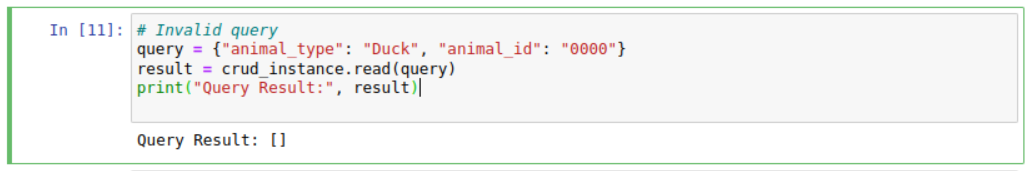 In [11]: # Invalid query
query = {"animal_type": "Duck", "animal_id": "0000"}
result = crud_instance.read(query)
print("Query Result:", result)
Query Result: []